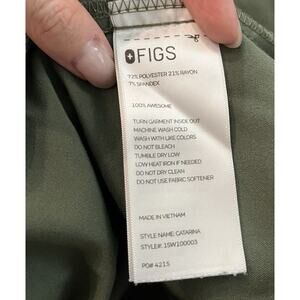 FIGS
72% POLYESTER 21% RAYON
7% SPANDEX
100% AWESOME
TURN GARMENT INSIDE OUT
MACHINE WASH COLD
WASH WITH LIKE COLORS
DO NOT BLEACH
TUMBLE DRY LOW
LOW HEAT IRON IF NEEDED
DO NOT DRY CLEAN
DO NOT USE FABRIC SOFTENER
MADE IN VIETNAM
STYLE NAME: CATARINA
STYLE#: 1SW100003
PO# 4215